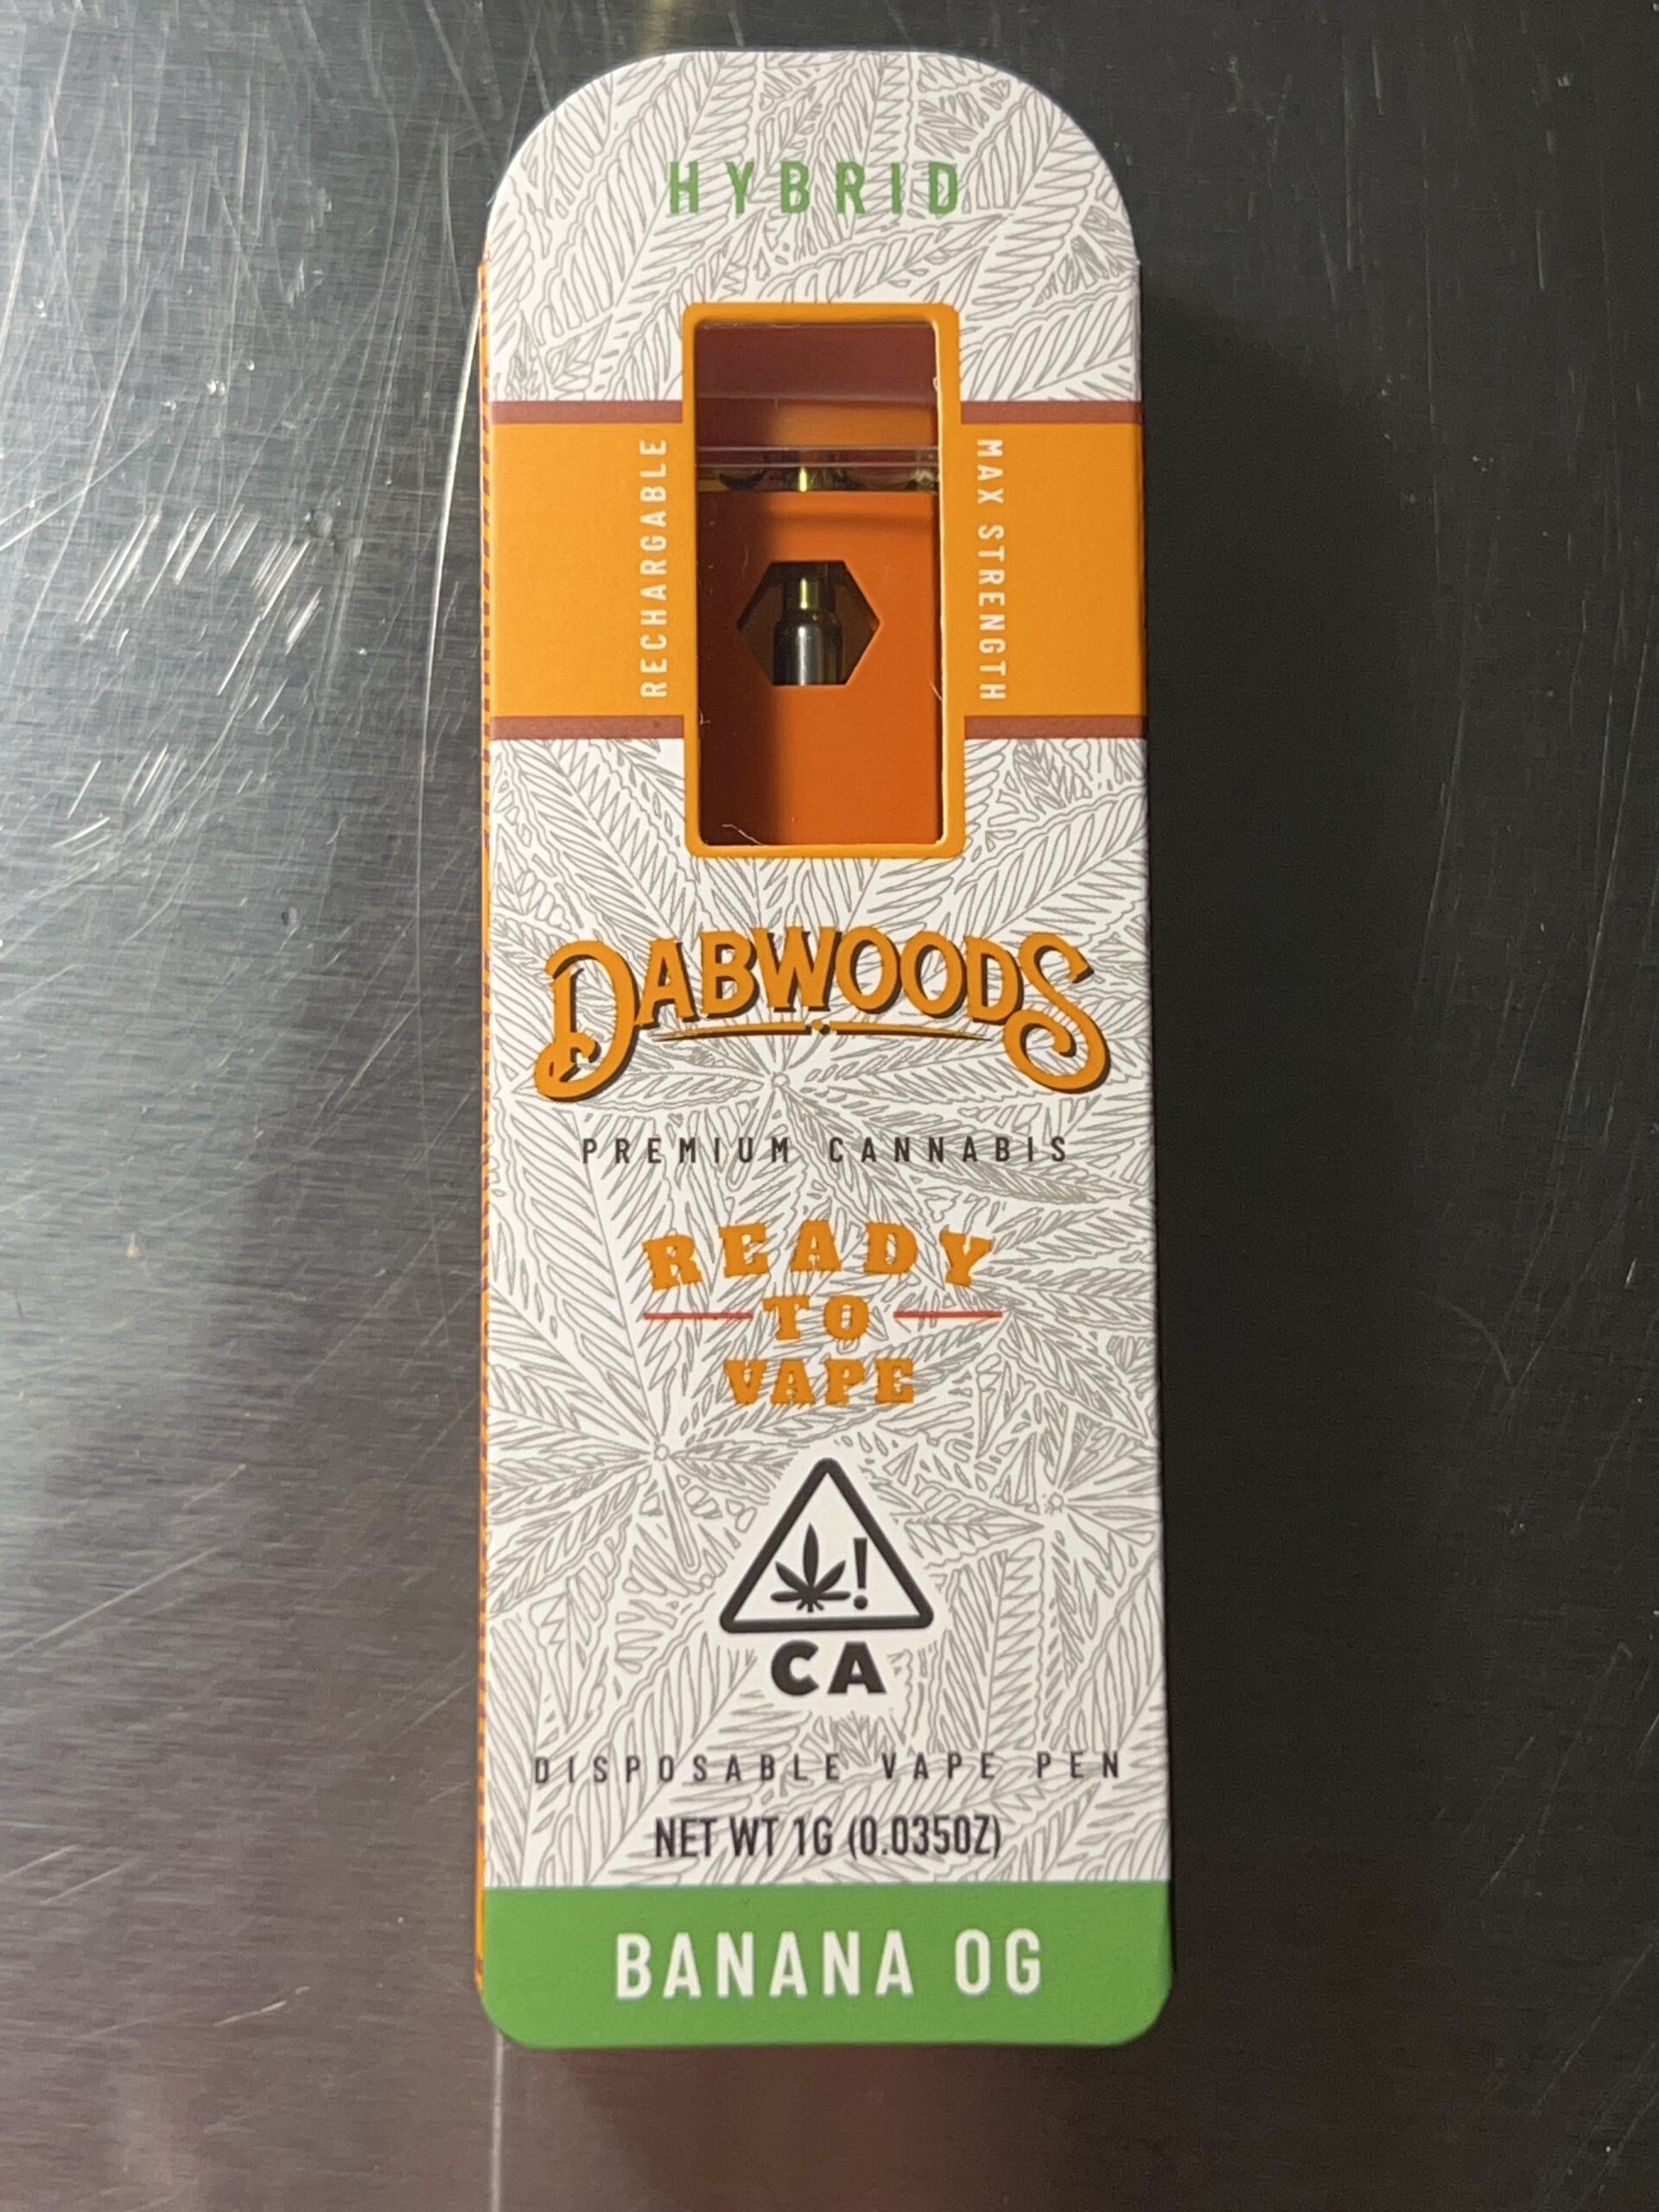 HYBRID
RECHARGABLE
MAX STRENGTH
DABWOODS
PREMIUM CANNABIS
READY
TO
VAPE
!
CA
DISPOSABLE VAPE PEN
NET WT 1G (0.035OZ)
BANANA OG